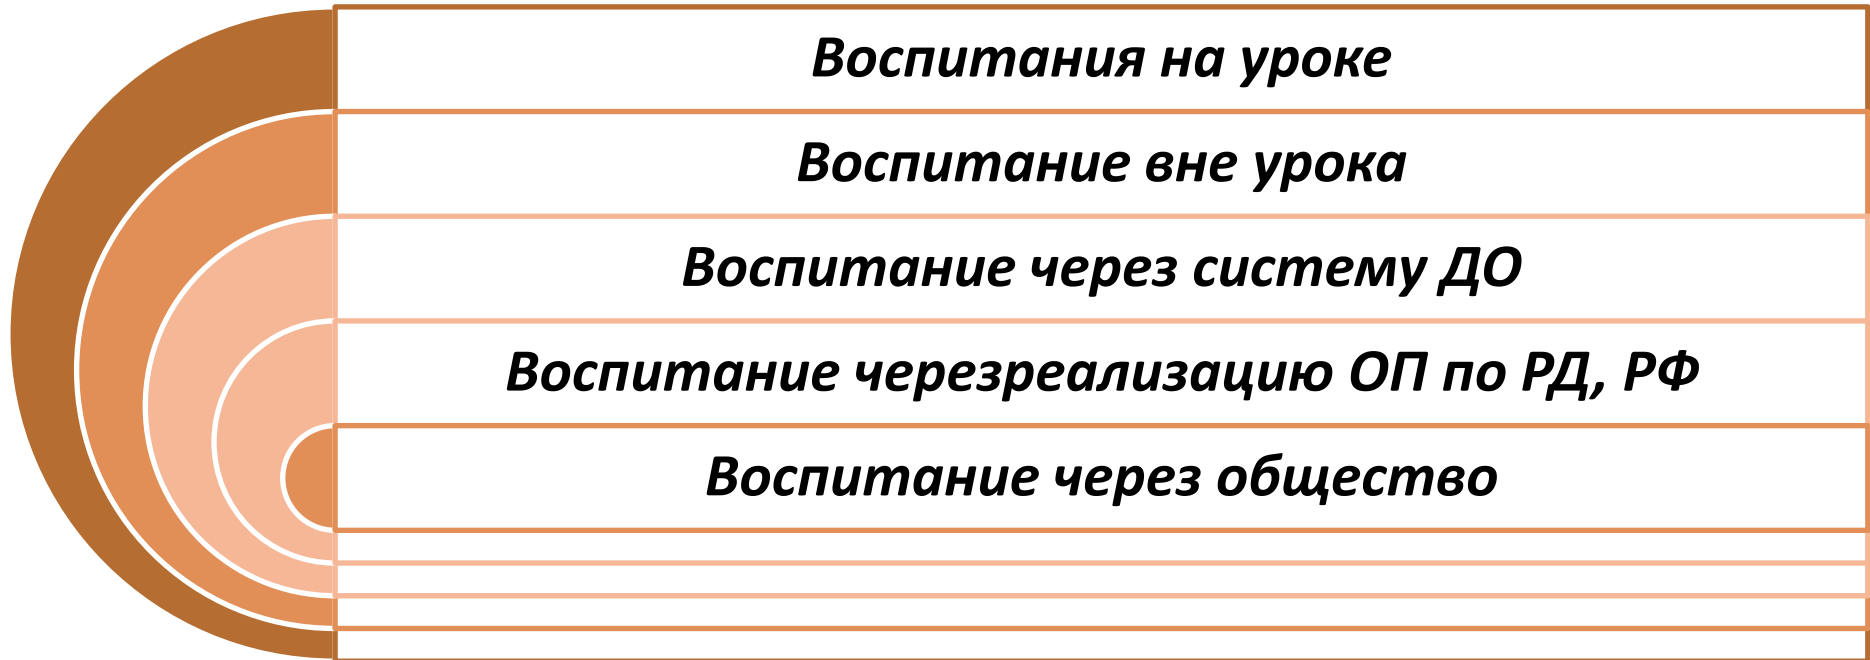 Воспитания на уроке
Воспитание вне урока
Воспитание через систему ДО
Воспитание черезреализацию ОП по РД, РФ
Воспитание через общество